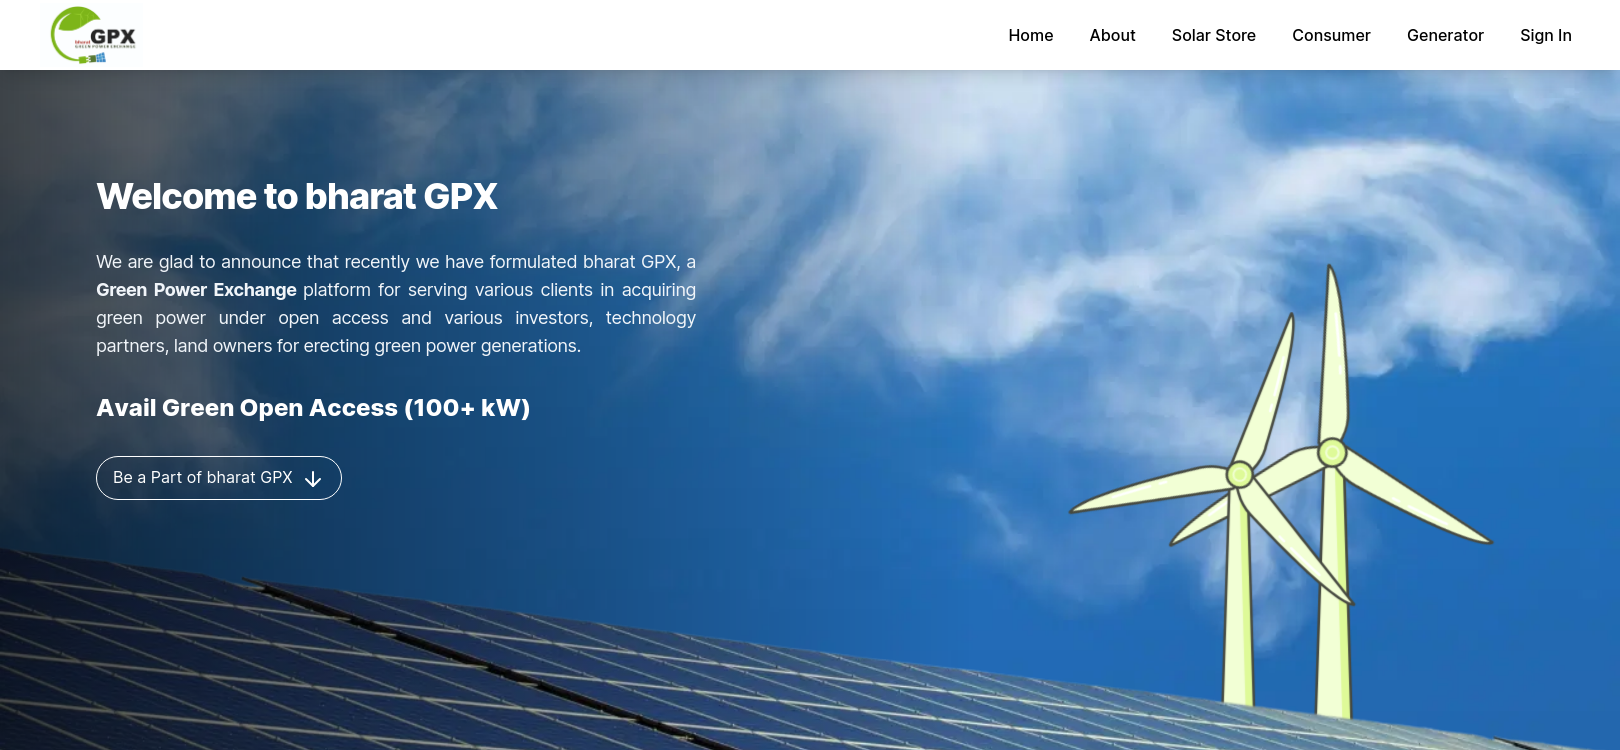 GPX
bharat
GREEN POWER EXCHANGE
Home
About
Solar Store
Consumer
Generator
Sign In
Welcome to bharat GPX
We are glad to announce that recently we have formulated bharat GPX, a
Green Power Exchange platform for serving various clients in acquiring
green power under open access and various investors, technology
partners, land owners for erecting green power generations.
Avail Green Open Access (100+ kW)
Be a Part of bharat GPX